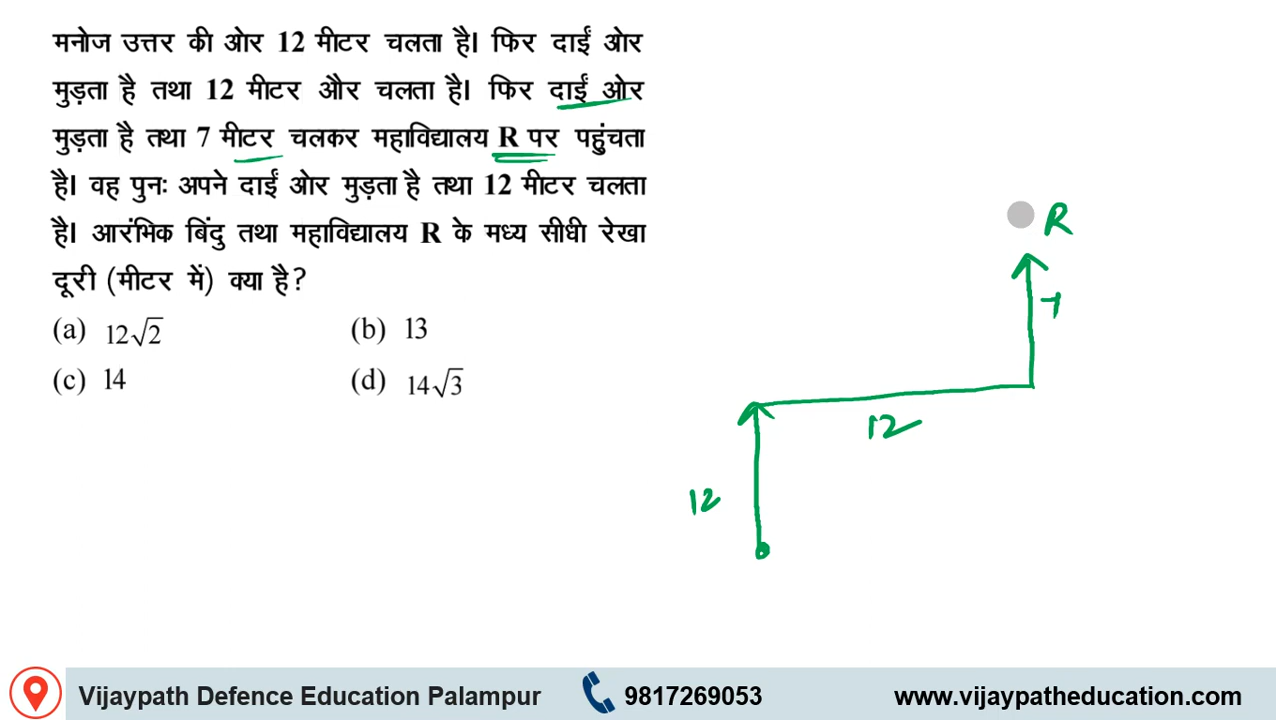 मनोज उत्तर की ओर 12 मीटर चलता है। फिर दाईं ओर
मुड़ता है तथा 12 मीटर और चलता है। फिर दाईं ओर
मुड़ता है तथा 7 मीटर चलकर महाविद्यालय R पर पहुंचता
है। वह पुनः अपने दाईं ओर मुड़ता है तथा 12 मीटर चलता
है। आरंभिक बिंदु तथा महाविद्यालय R के मध्य सीधी रेखा
दूरी (मीटर में) क्या है?
(a) 12√2 (b) 13
(c) 14 (d) 14√3
R
12
12
Vijaypath Defence Education Palampur 9817269053 www.vijaypatheducation.com